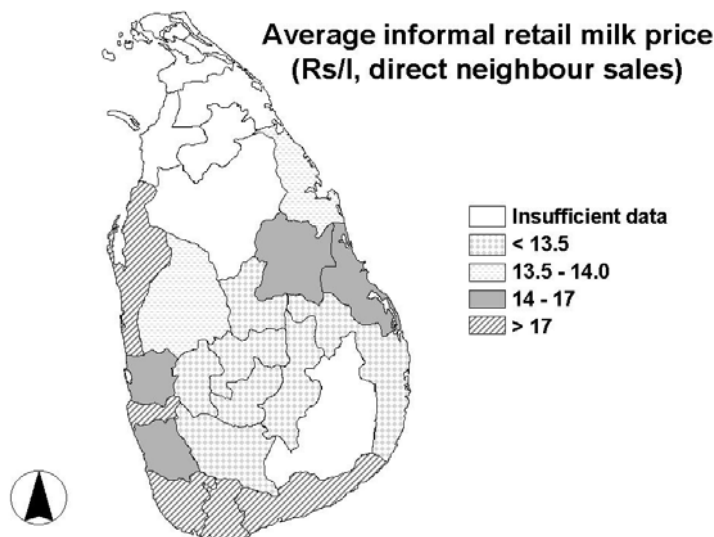 Average informal retail milk price
(Rs/l, direct neighbour sales)
Insufficient data
< 13.5
13.5 - 14.0
14 - 17
> 17